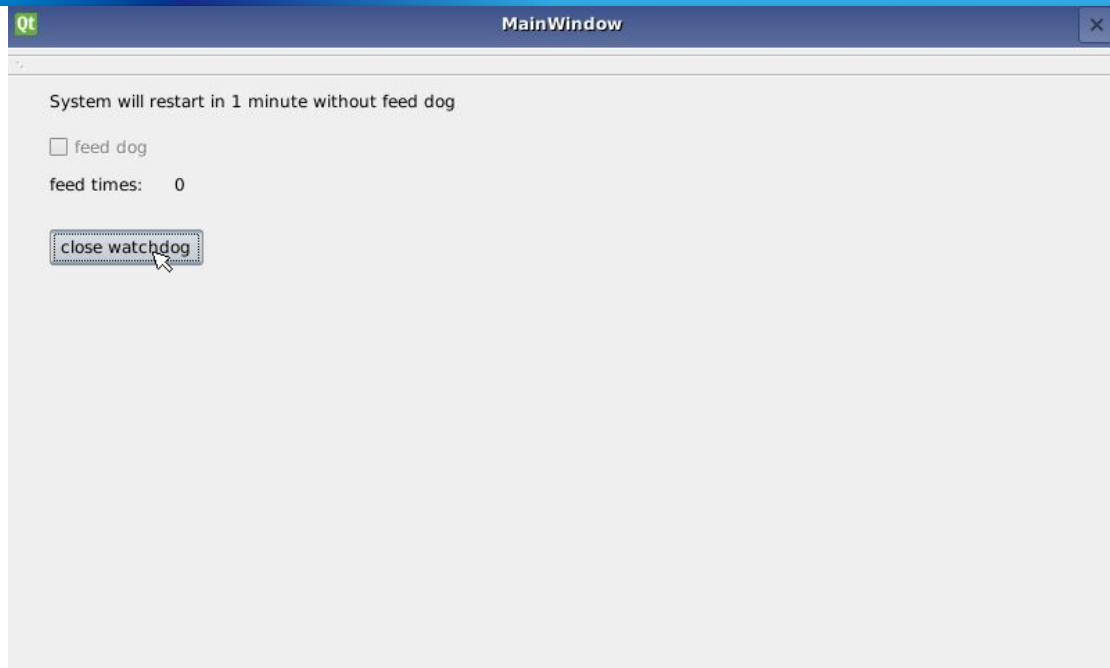 Qt
MainWindow
System will restart in 1 minute without feed dog
feed dog
feed times: 0
close watchdog